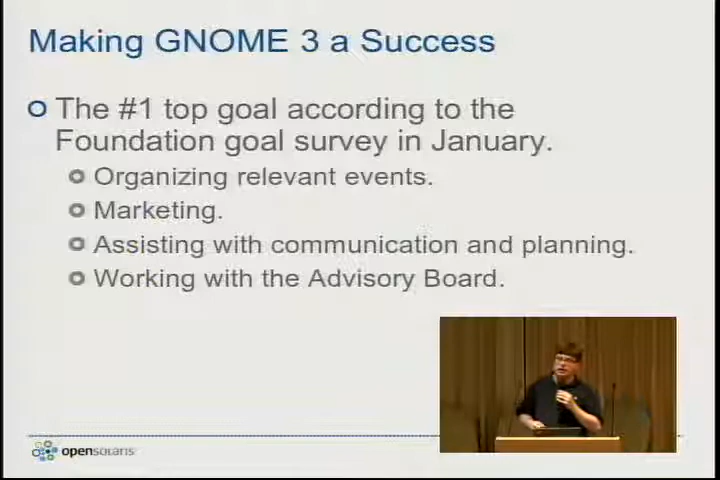 Making GNOME 3 a Success
The #1 top goal according to the
Foundation goal survey in January.
Organizing relevant events.
Marketing.
Assisting with communication and planning.
Working with the Advisory Board.
opensolaris